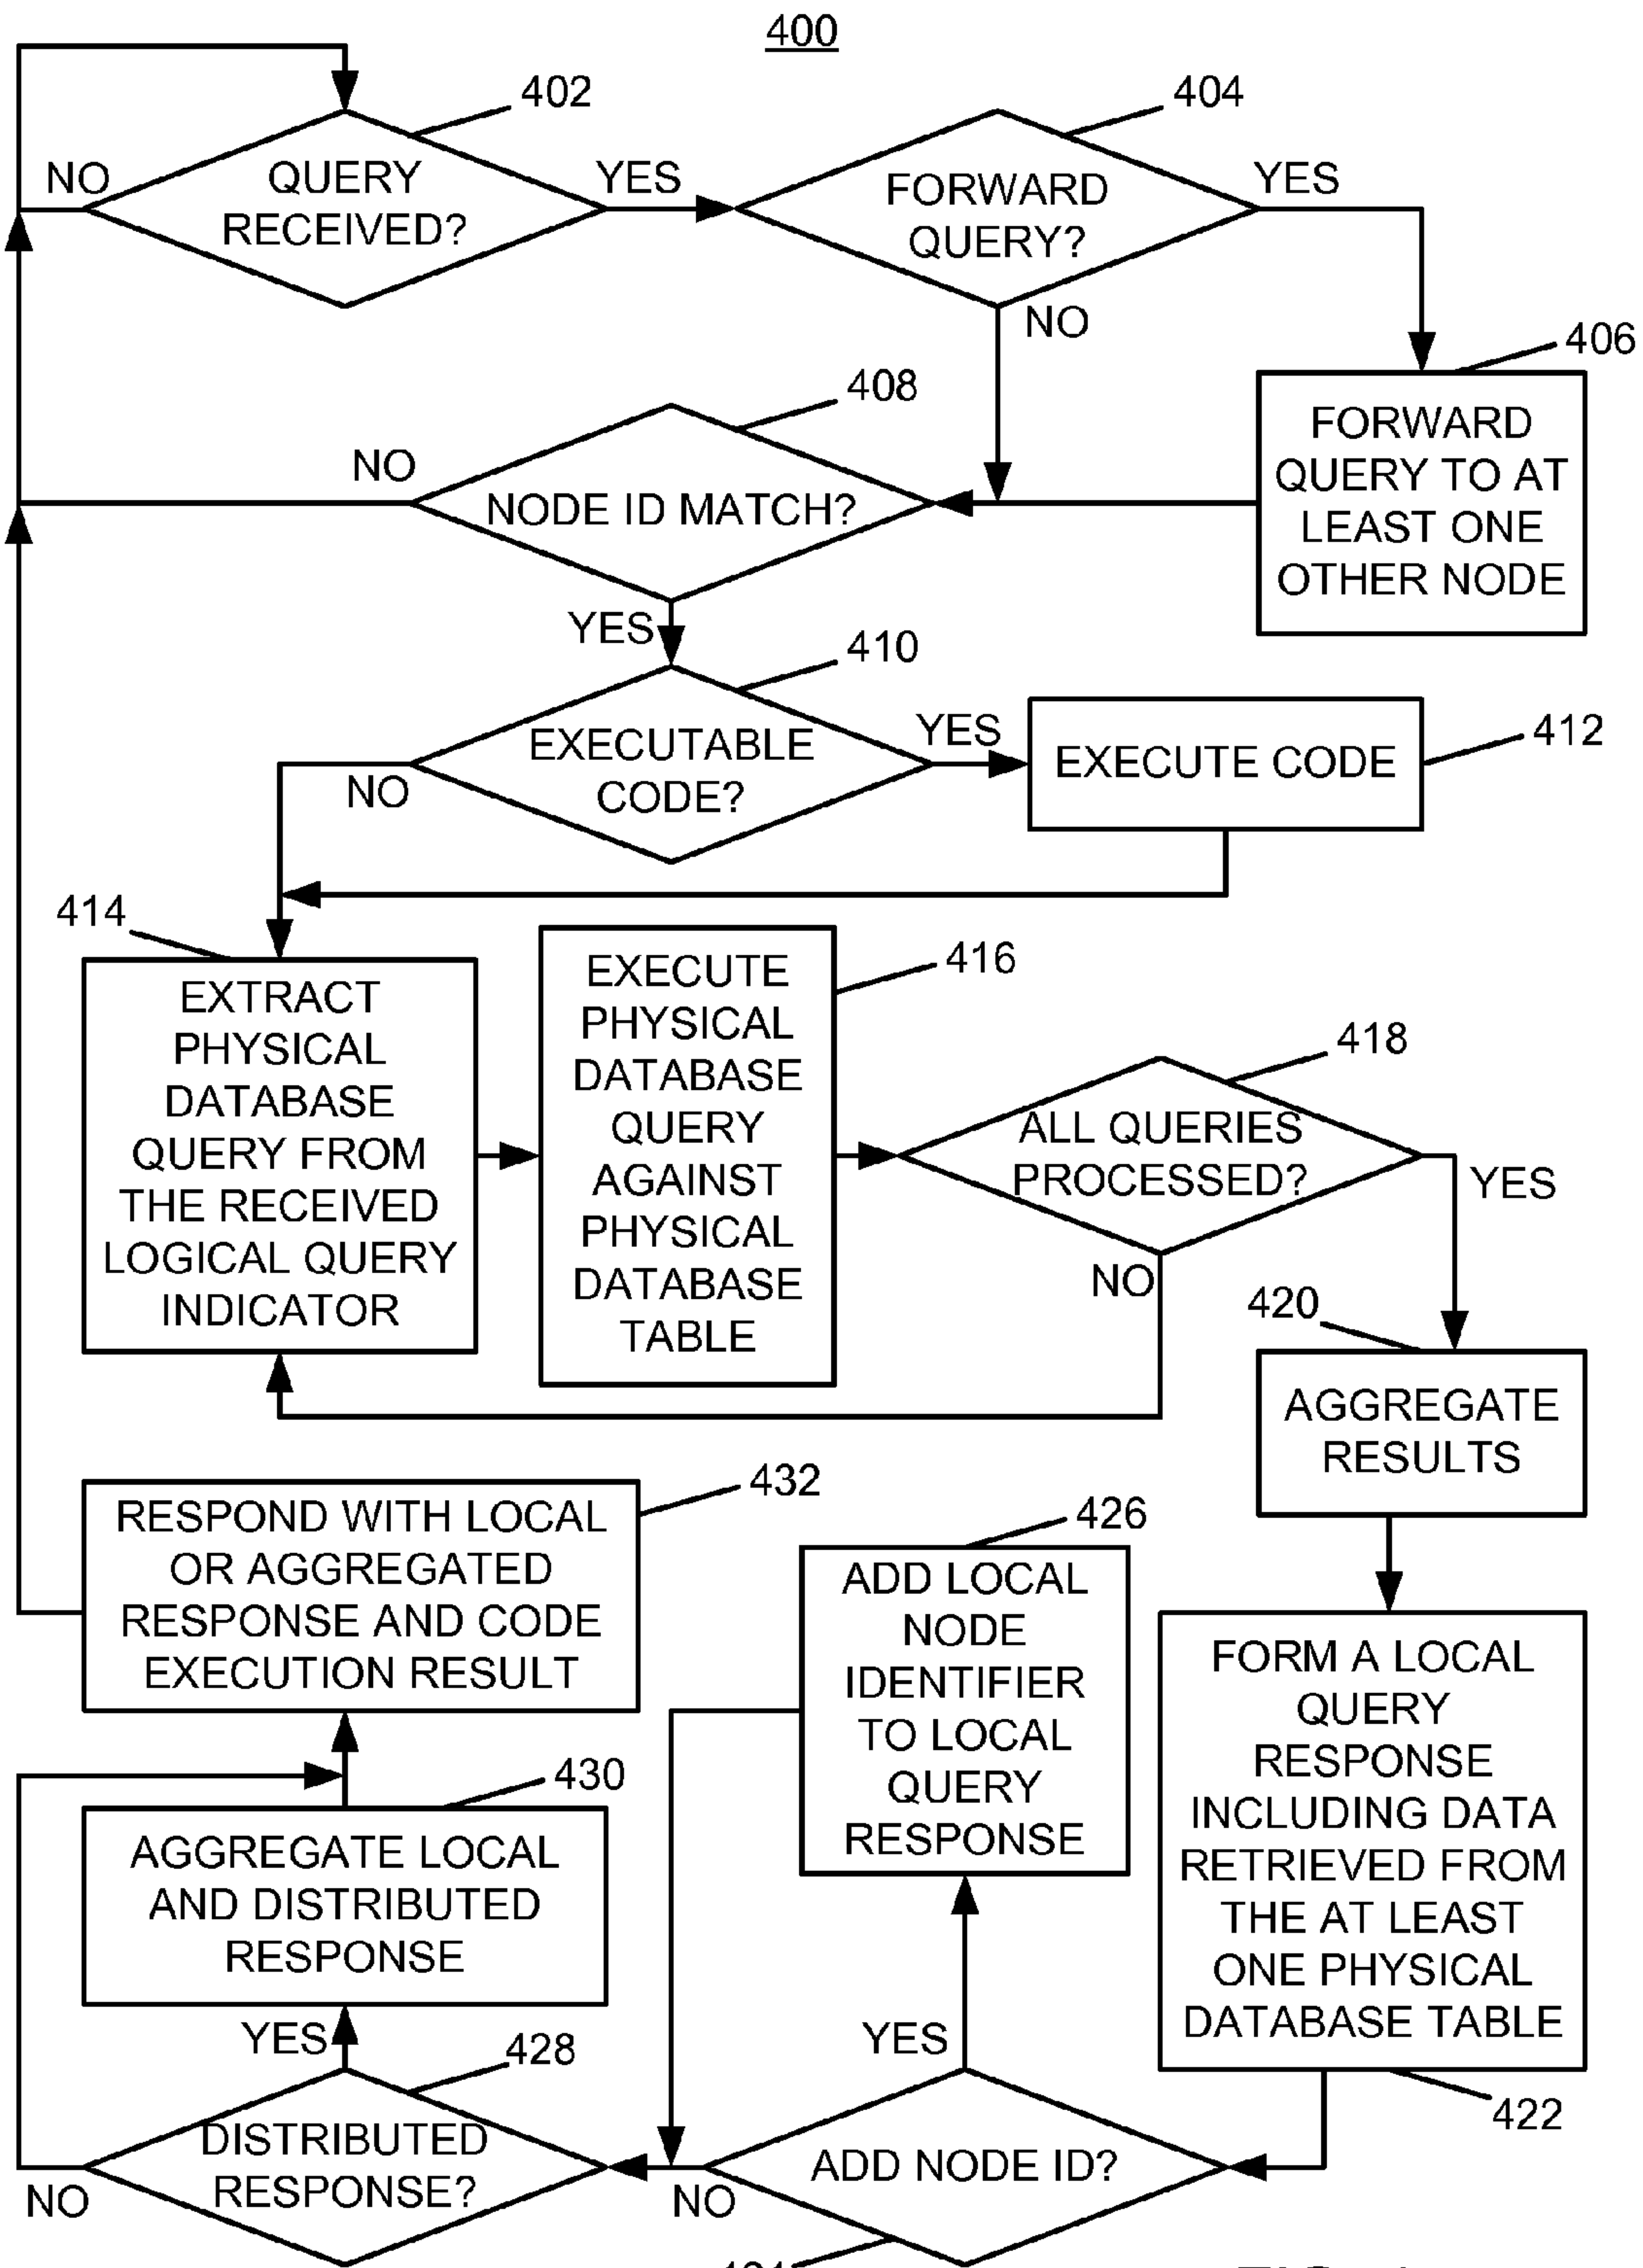 400
402
QUERY
RECEIVED?
NO
YES
404
FORWARD
QUERY?
YES
NO
406
FORWARD
QUERY TO AT
LEAST ONE
OTHER NODE
408
NODE ID MATCH?
NO
YES
410
EXECUTABLE
CODE?
YES
NO
412
EXECUTE CODE
414
EXTRACT
PHYSICAL
DATABASE
QUERY FROM
THE RECEIVED
LOGICAL QUERY
INDICATOR
416
EXECUTE
PHYSICAL
DATABASE
QUERY
AGAINST
PHYSICAL
DATABASE
TABLE
418
ALL QUERIES
PROCESSED?
YES
NO
420
AGGREGATE
RESULTS
FORM A LOCAL
QUERY
RESPONSE
INCLUDING DATA
RETRIEVED FROM
THE AT LEAST
ONE PHYSICAL
DATABASE TABLE
422
ADD NODE ID?
YES
NO
426
ADD LOCAL
NODE
IDENTIFIER
TO LOCAL
QUERY
RESPONSE
428
DISTRIBUTED
RESPONSE?
YES
NO
430
AGGREGATE LOCAL
AND DISTRIBUTED
RESPONSE
432
RESPOND WITH LOCAL
OR AGGREGATED
RESPONSE AND CODE
EXECUTION RESULT